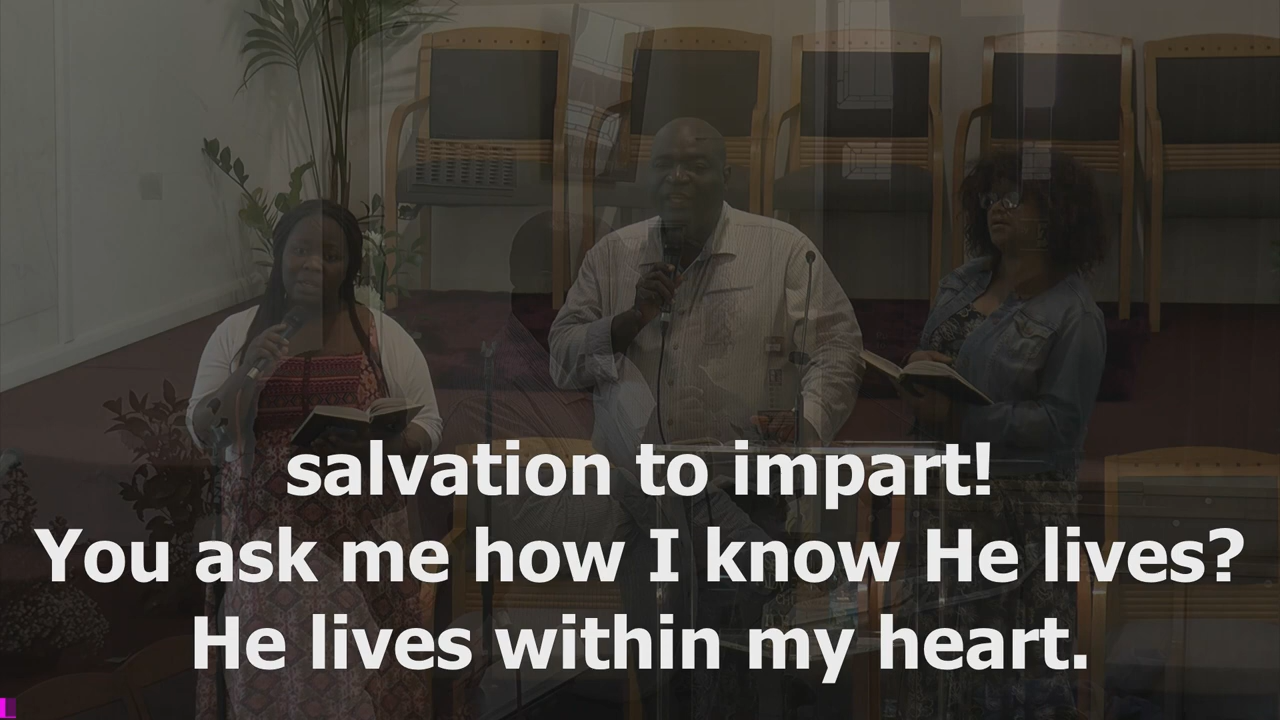 salvation to impart!
You ask me how I know He lives?
He lives within my heart.